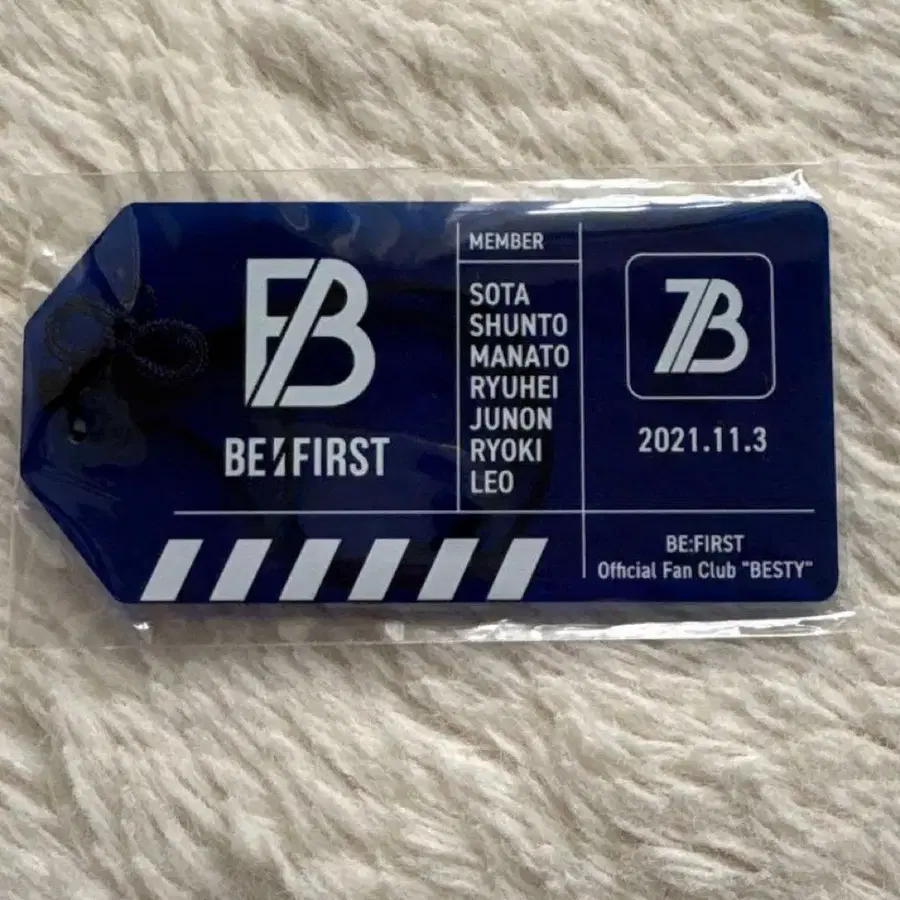 BE:FIRST
MEMBER
SOTA
SHUNTO
MANATO
RYUHEI
JUNON
RYOKI
LEO
7B
2021.11.3
BE:FIRST
Official Fan Club "BESTY"